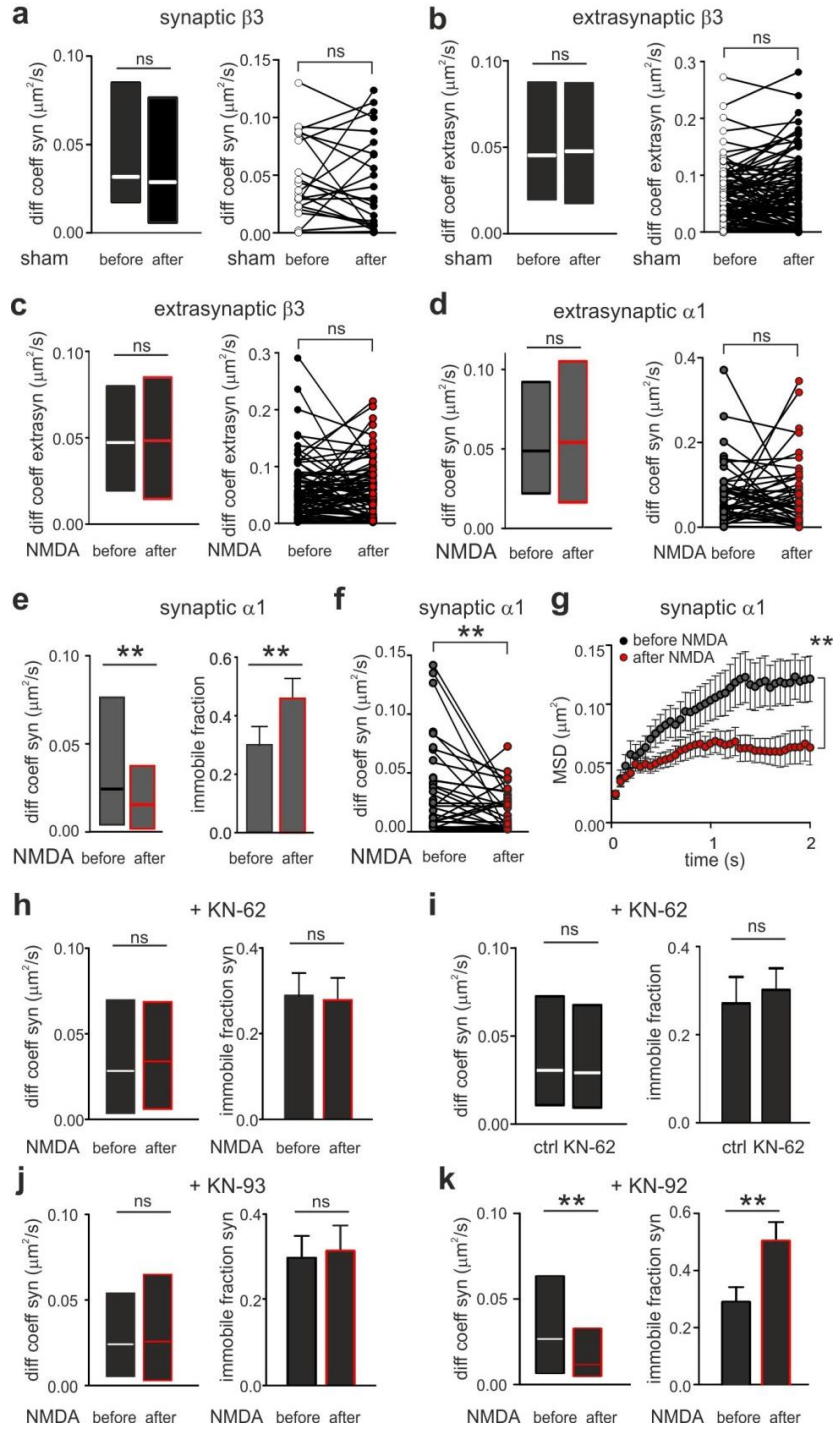 a synaptic β3
diff coeff syn (μm²/s)
0.10
0.05
0.00
ns
sham before after
diff coeff syn (μm²/s)
0.15
0.10
0.05
0.00
ns
sham before after
b extrasynaptic β3
diff coeff extrasyn (μm²/s)
0.10
0.05
0.00
ns
sham before after
diff coeff extrasyn (μm²/s)
0.3
0.2
0.1
0.0
ns
sham before after
c extrasynaptic β3
diff coeff extrasyn (μm²/s)
0.10
0.05
0.00
ns
NMDA before after
diff coeff extrasyn (μm²/s)
0.3
0.2
0.1
0.0
ns
NMDA before after
d extrasynaptic α1
diff coeff syn (μm²/s)
0.10
0.05
0.00
ns
NMDA before after
diff coeff syn (μm²/s)
0.4
0.2
0.0
ns
NMDA before after
e synaptic α1
diff coeff syn (μm²/s)
0.10
0.05
0.00
**
NMDA before after
immobile fraction
0.6
0.4
0.2
0.0
**
before after
f synaptic α1
diff coeff syn (μm²/s)
0.15
0.10
0.05
0.00
**
NMDA before after
g synaptic α1
MSD (μm²)
0.15
0.10
0.05
0.00
before NMDA
after NMDA
**
0 1 2
time (s)
h + KN-62
diff coeff syn (μm²/s)
0.10
0.05
0.00
ns
NMDA before after
immobile fraction syn
0.4
0.2
0.0
ns
NMDA before after
i + KN-62
diff coeff syn (μm²/s)
0.10
0.05
0.00
ns
ctrl KN-62
immobile fraction
0.4
0.2
0.0
ns
ctrl KN-62
j + KN-93
diff coeff syn (μm²/s)
0.10
0.05
0.00
ns
NMDA before after
immobile fraction syn
0.4
0.2
0.0
ns
NMDA before after
k + KN-92
diff coeff syn (μm²/s)
0.10
0.05
0.00
**
NMDA before after
immobile fraction syn
0.6
0.4
0.2
0.0
**
NMDA before after